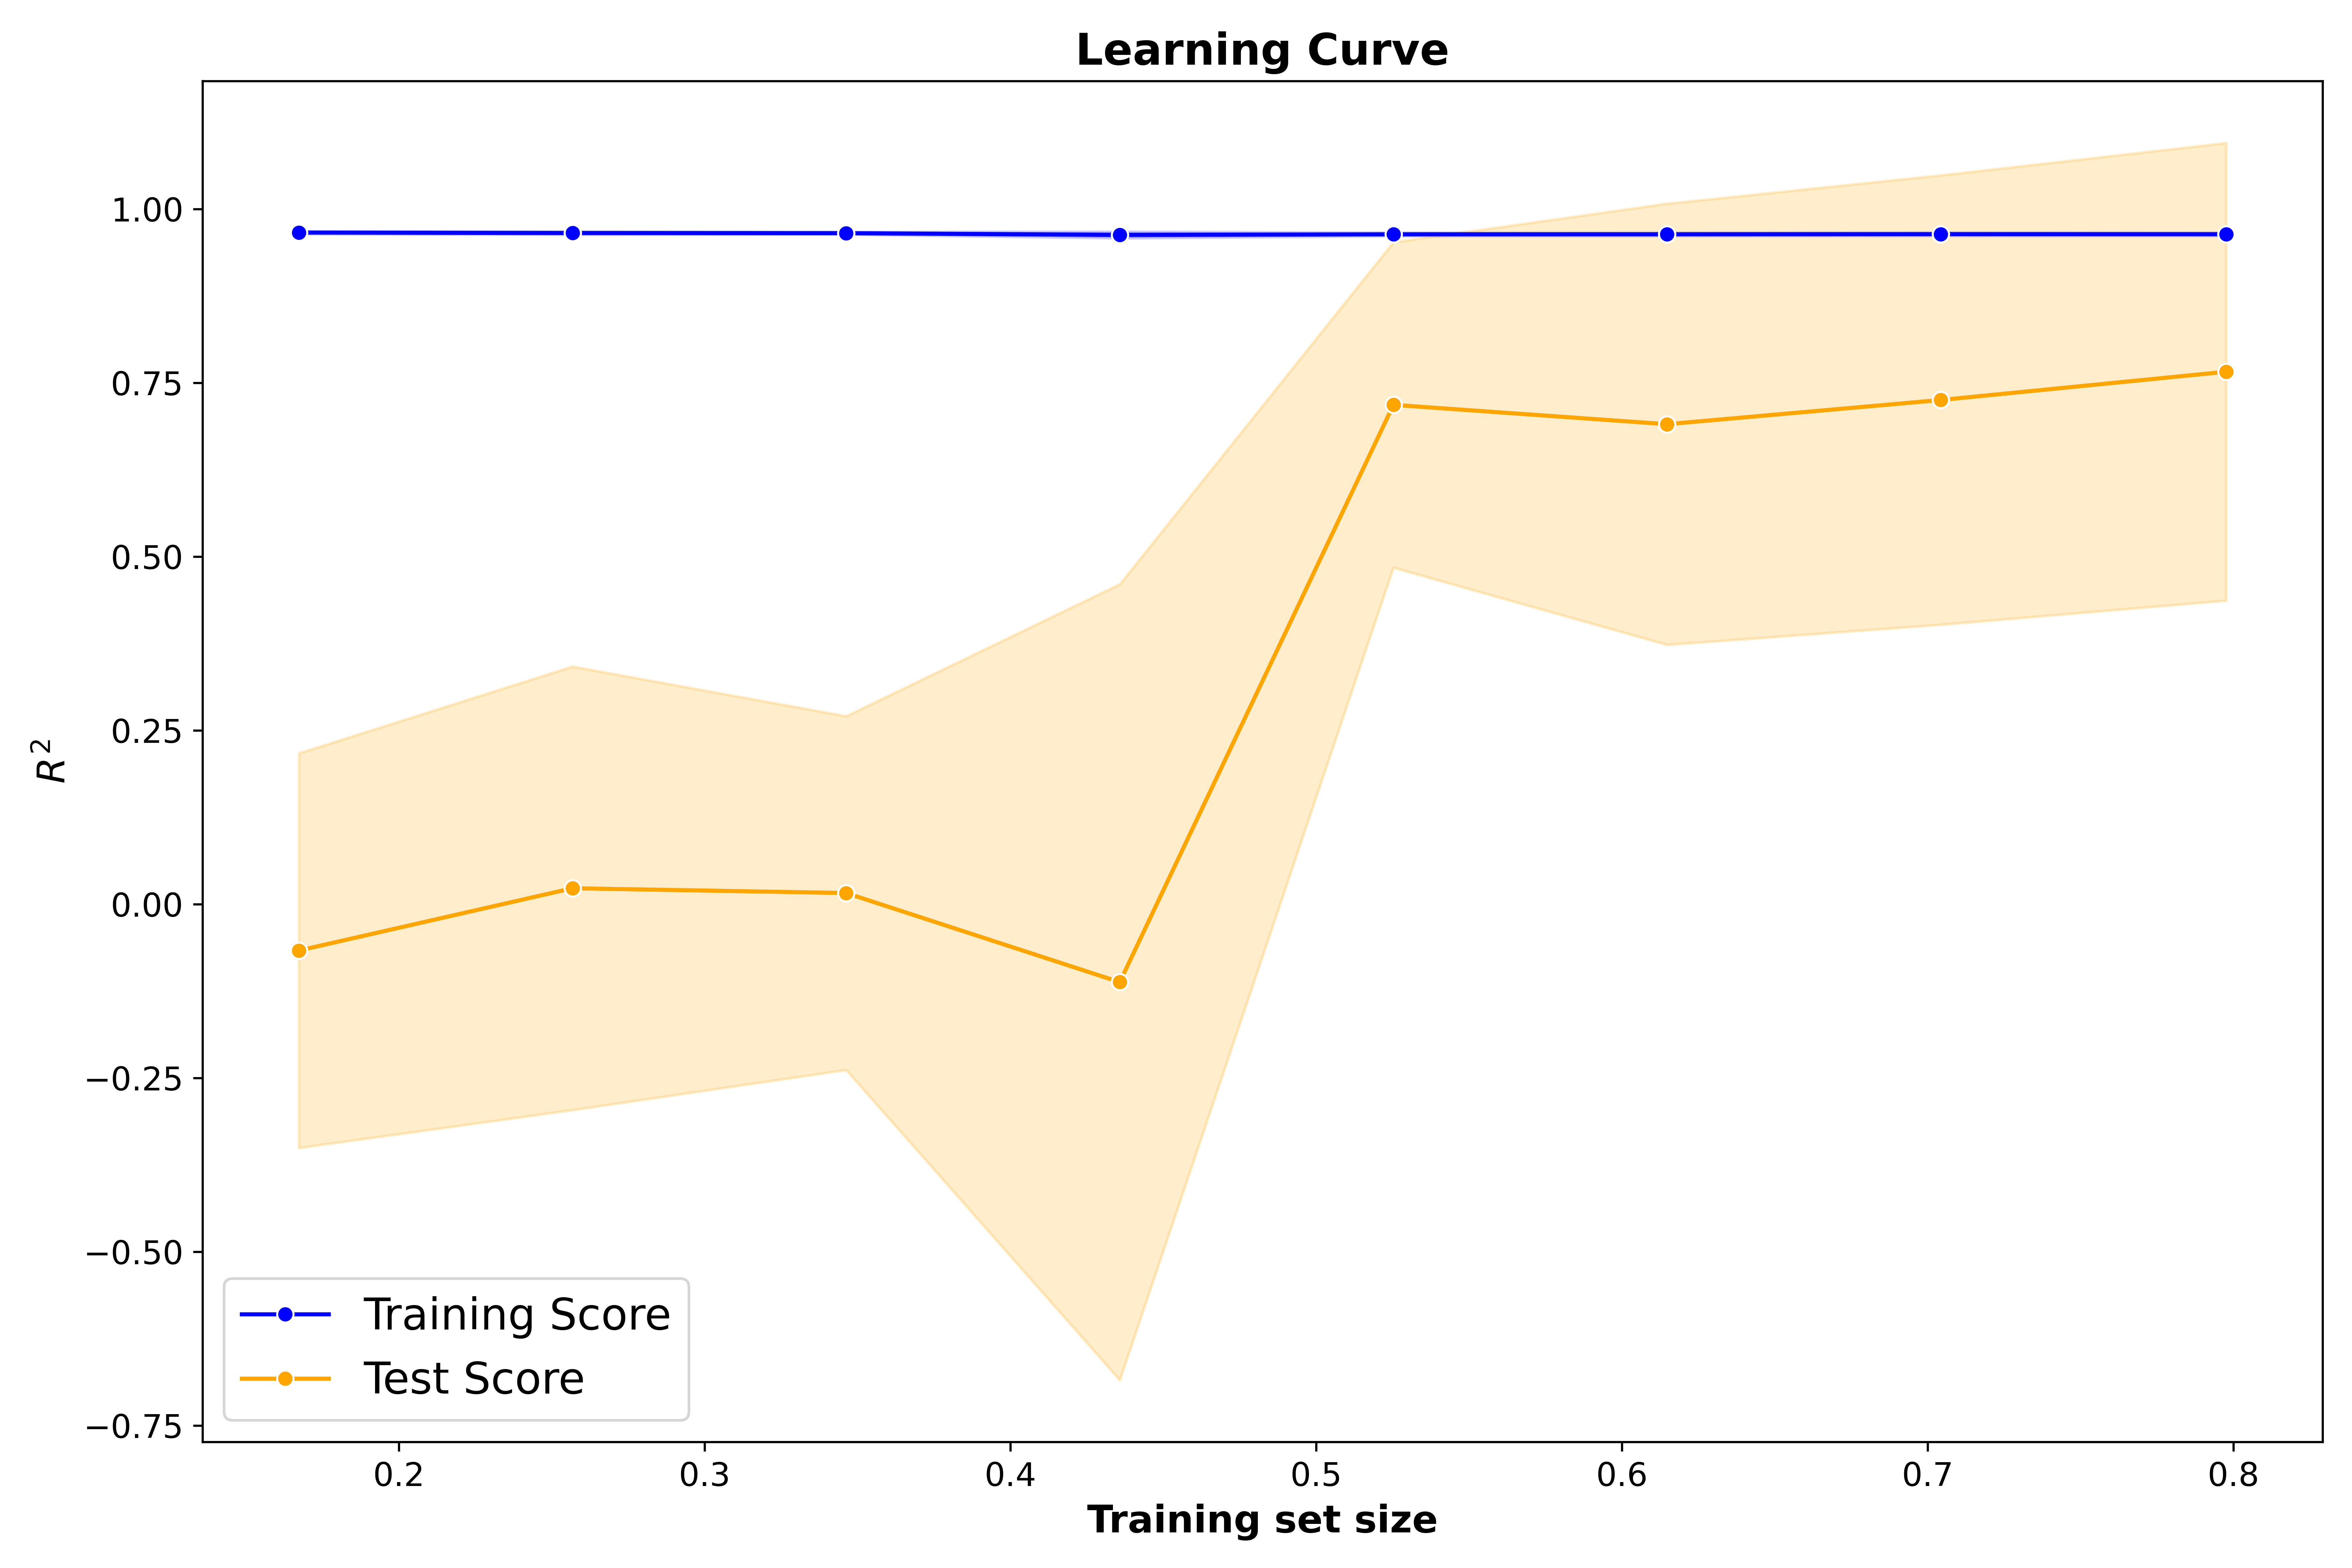 Learning Curve
1.00
0.75
0.50
0.25
0.00
−0.25
−0.50
−0.75
R²
Training Score
Test Score
0.2 0.3 0.4 0.5 0.6 0.7 0.8
Training set size